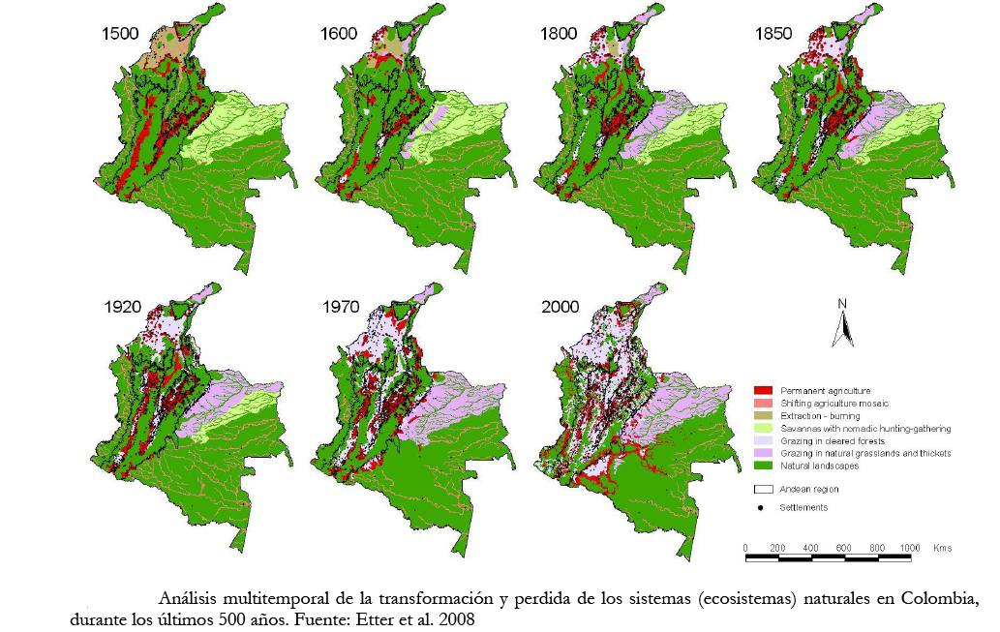 1500
1600
1800
1850
1920
1970
2000
N
Permanent agriculture
Shifting agriculture mosaic
Extraction - burning
Savannas with nomadic hunting-gathering
Grazing in cleared forests
Grazing in natural grasslands and thickets
Natural landscapes
Andean region
Settlements
0 200 400 600 800 1000 Kms
Análisis multitemporal de la transformación y perdida de los sistemas (ecosistemas) naturales en Colombia,
durante los últimos 500 años. Fuente: Etter et al. 2008